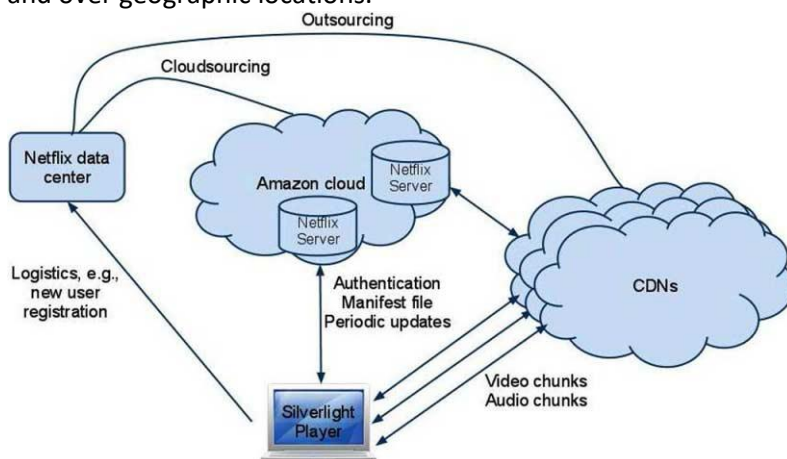 and over geographic locations.
Outsourcing
Cloudsourcing
Netflix data
center
Amazon cloud
Netflix
Server
Netflix
Server
CDNs
Logistics, e.g.,
new user
registration
Authentication
Manifest file
Periodic updates
Video chunks
Audio chunks
Silverlight
Player